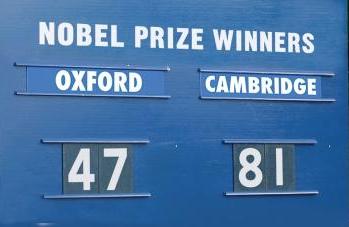 NOBEL PRIZE WINNERS
OXFORD CAMBRIDGE
47 81